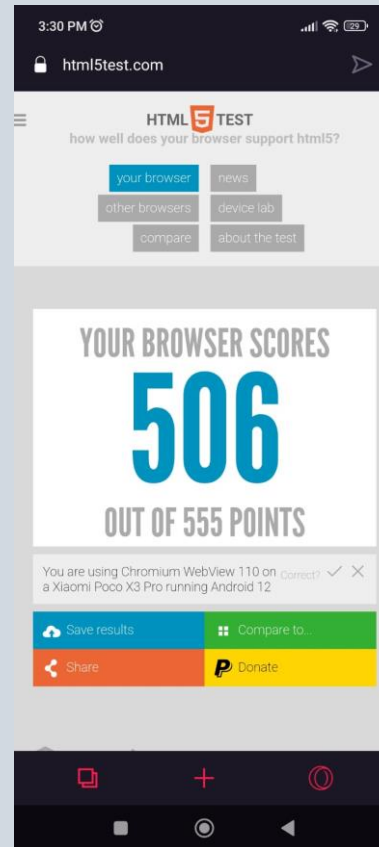 3:30 PM 29
html5test.com
HTML 5 TEST
how well does your browser support html5?
your browser news
other browsers device lab
compare about the test
YOUR BROWSER SCORES
506
OUT OF 555 POINTS
You are using Chromium WebView 110 on Correct?
a Xiaomi Poco X3 Pro running Android 12
Save results Compare to...
Share Donate